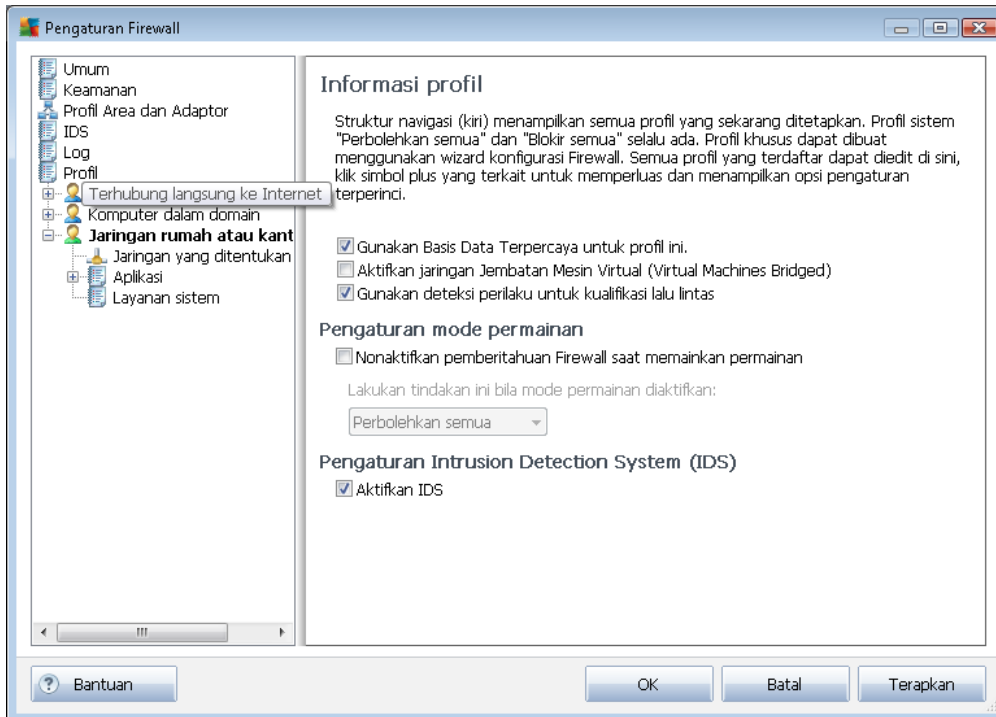 Pengaturan Firewall
Umum
Keamanan
Profil Area dan Adaptor
IDS
Log
Profil
Terhubung langsung ke Internet
Komputer dalam domain
Jaringan rumah atau kant
Jaringan yang ditentukan
Aplikasi
Layanan sistem
Informasi profil
Struktur navigasi (kiri) menampilkan semua profil yang sekarang ditetapkan. Profil sistem
"Perbolehkan semua" dan "Blokir semua" selalu ada. Profil khusus dapat dibuat
menggunakan wizard konfigurasi Firewall. Semua profil yang terdaftar dapat diedit di sini,
klik simbol plus yang terkait untuk memperluas dan menampilkan opsi pengaturan
terperinci.
Gunakan Basis Data Terpercaya untuk profil ini.
Aktifkan jaringan Jembatan Mesin Virtual (Virtual Machines Bridged)
Gunakan deteksi perilaku untuk kualifikasi lalu lintas
Pengaturan mode permainan
Nonaktifkan pemberitahuan Firewall saat memainkan permainan
Lakukan tindakan ini bila mode permainan diaktifkan:
Perbolehkan semua
Pengaturan Intrusion Detection System (IDS)
Aktifkan IDS
? Bantuan
OK
Batal
Terapkan